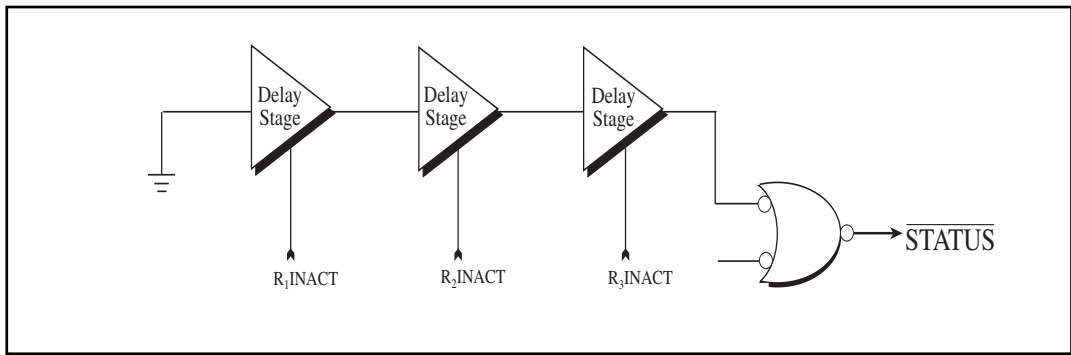 Delay
Stage
Delay
Stage
Delay
Stage
R₁INACT
R₂INACT
R₃INACT
STATUS